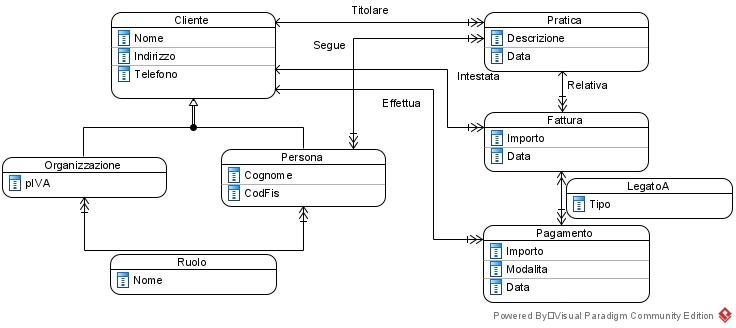 Titolare
Cliente
Nome
Indirizzo
Telefono
Pratica
Descrizione
Data
Segue
Intestata
Relativa
Effettua
Fattura
Importo
Data
Organizzazione
pIVA
Persona
Cognome
CodFis
LegatoA
Tipo
Pagamento
Importo
Modalita
Data
Ruolo
Nome
Powered By□Visual Paradigm Community Edition